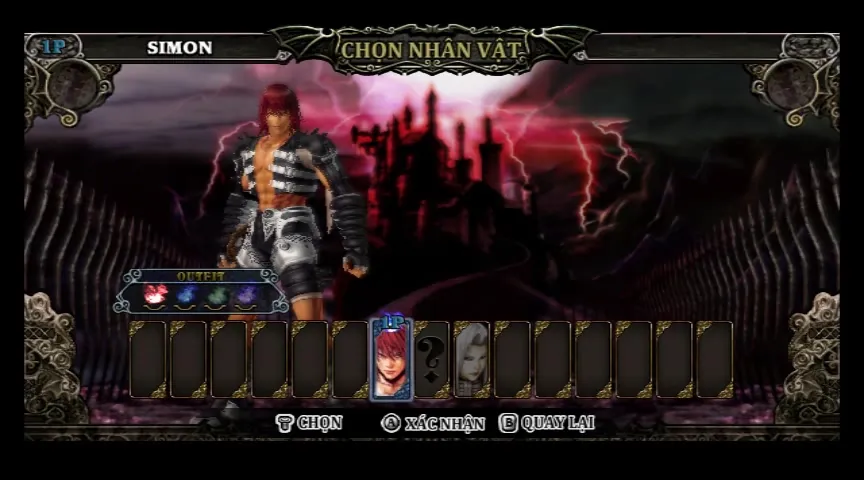 1P
SIMON
CHỌN NHÂN VẬT
OUTFIT
1P
?
CHỌN
A XÁC NHẬN
B QUAY LẠI